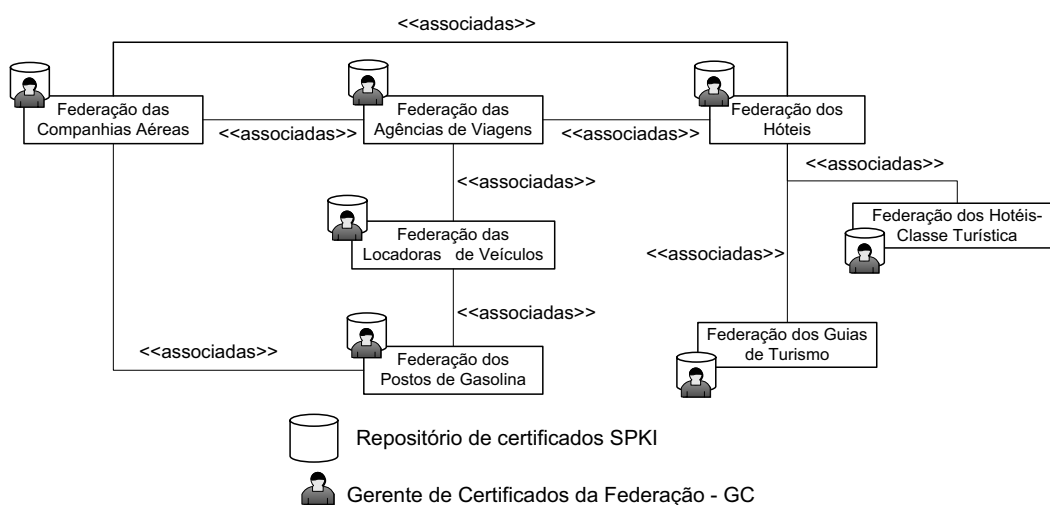 <<associadas>>
Federação das
Companhias Aéreas
<<associadas>>
Federação das
Agências de Viagens
<<associadas>>
Federação dos
Hóteis
<<associadas>>
<<associadas>>
Federação dos Hotéis-
Classe Turística
Federação das
Locadoras de Veículos
<<associadas>>
<<associadas>>
Federação dos Guias
de Turismo
<<associadas>>
Federação dos
Postos de Gasolina
Repositório de certificados SPKI
Gerente de Certificados da Federação - GC